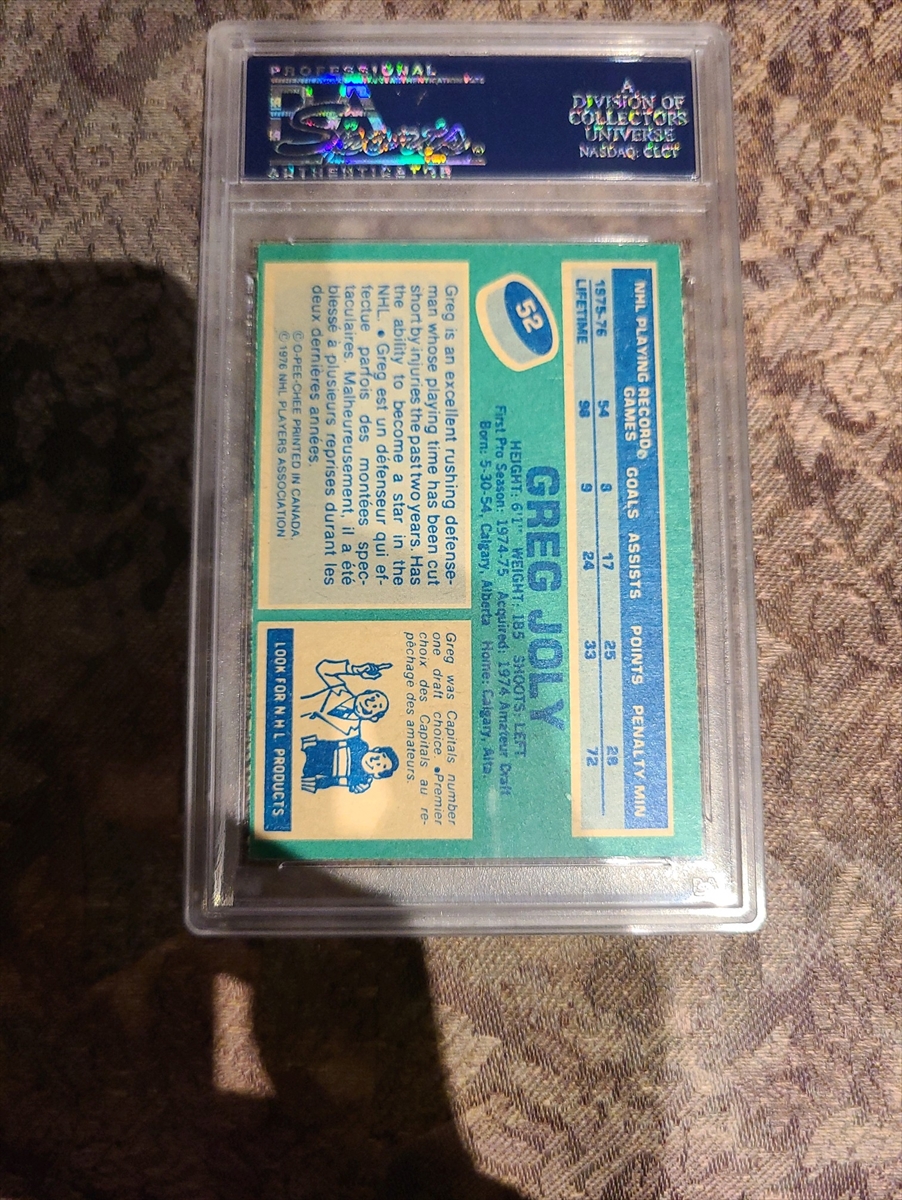 PROFESSIONAL
Sports
AUTHENTICATOR
A
DIVISION OF
COLLECTORS
UNIVERSE
NASDAQ: CLCT
NHL PLAYING RECORD
GAMES GOALS ASSISTS POINTS PENALTY MIN
1975-76 54 8 17 25 28
LIFETIME 98 9 24 33 72
52
GREG JOLY
HEIGHT: 6'1" WEIGHT: 185 SHOOTS: LEFT
First Pro Season: 1974-75 Acquired: 1974 Amateur Draft
Born: 5-30-54 Calgary, Alberta Home: Calgary, Alta.
Greg is an excellent rushing defense-
man whose playing time has been cut
short by injuries the past two years. Has
the ability to become a star in the
NHL. • Greg est un défenseur qui ef-
fectue parfois des montées spec-
taculaires. Malheureusement, il a été
blessé à plusieurs reprises durant les
deux dernières années.
© O-PEE-CHEE PRINTED IN CANADA.
© 1976 NHL PLAYERS ASSOCIATION
Greg was Capitals number
one draft choice. •Premier
choix des Capitals au re-
pêchage des amateurs.
LOOK FOR N H L PRODUCTS